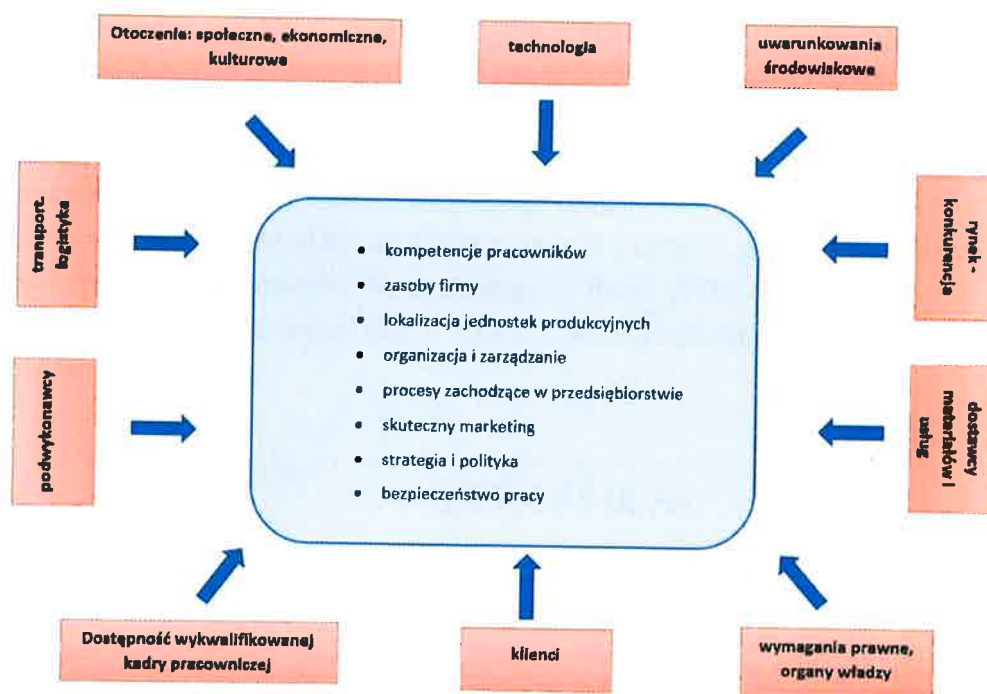 Otoczenie: społeczne, ekonomiczne,
kulturowe
technologia
uwarunkowania
środowiskowe
transport.
logistyka
rynek -
konkurencja
• kompetencje pracowników
• zasoby firmy
• lokalizacja jednostek produkcyjnych
• organizacja i zarządzanie
• procesy zachodzące w przedsiębiorstwie
• skuteczny marketing
• strategia i polityka
• bezpieczeństwo pracy
podwykonawcy
dostawcy
materiałów i
usług
Dostępność wykwalifikowanej
kadry pracowniczej
klienci
wymagania prawne,
organy władzy